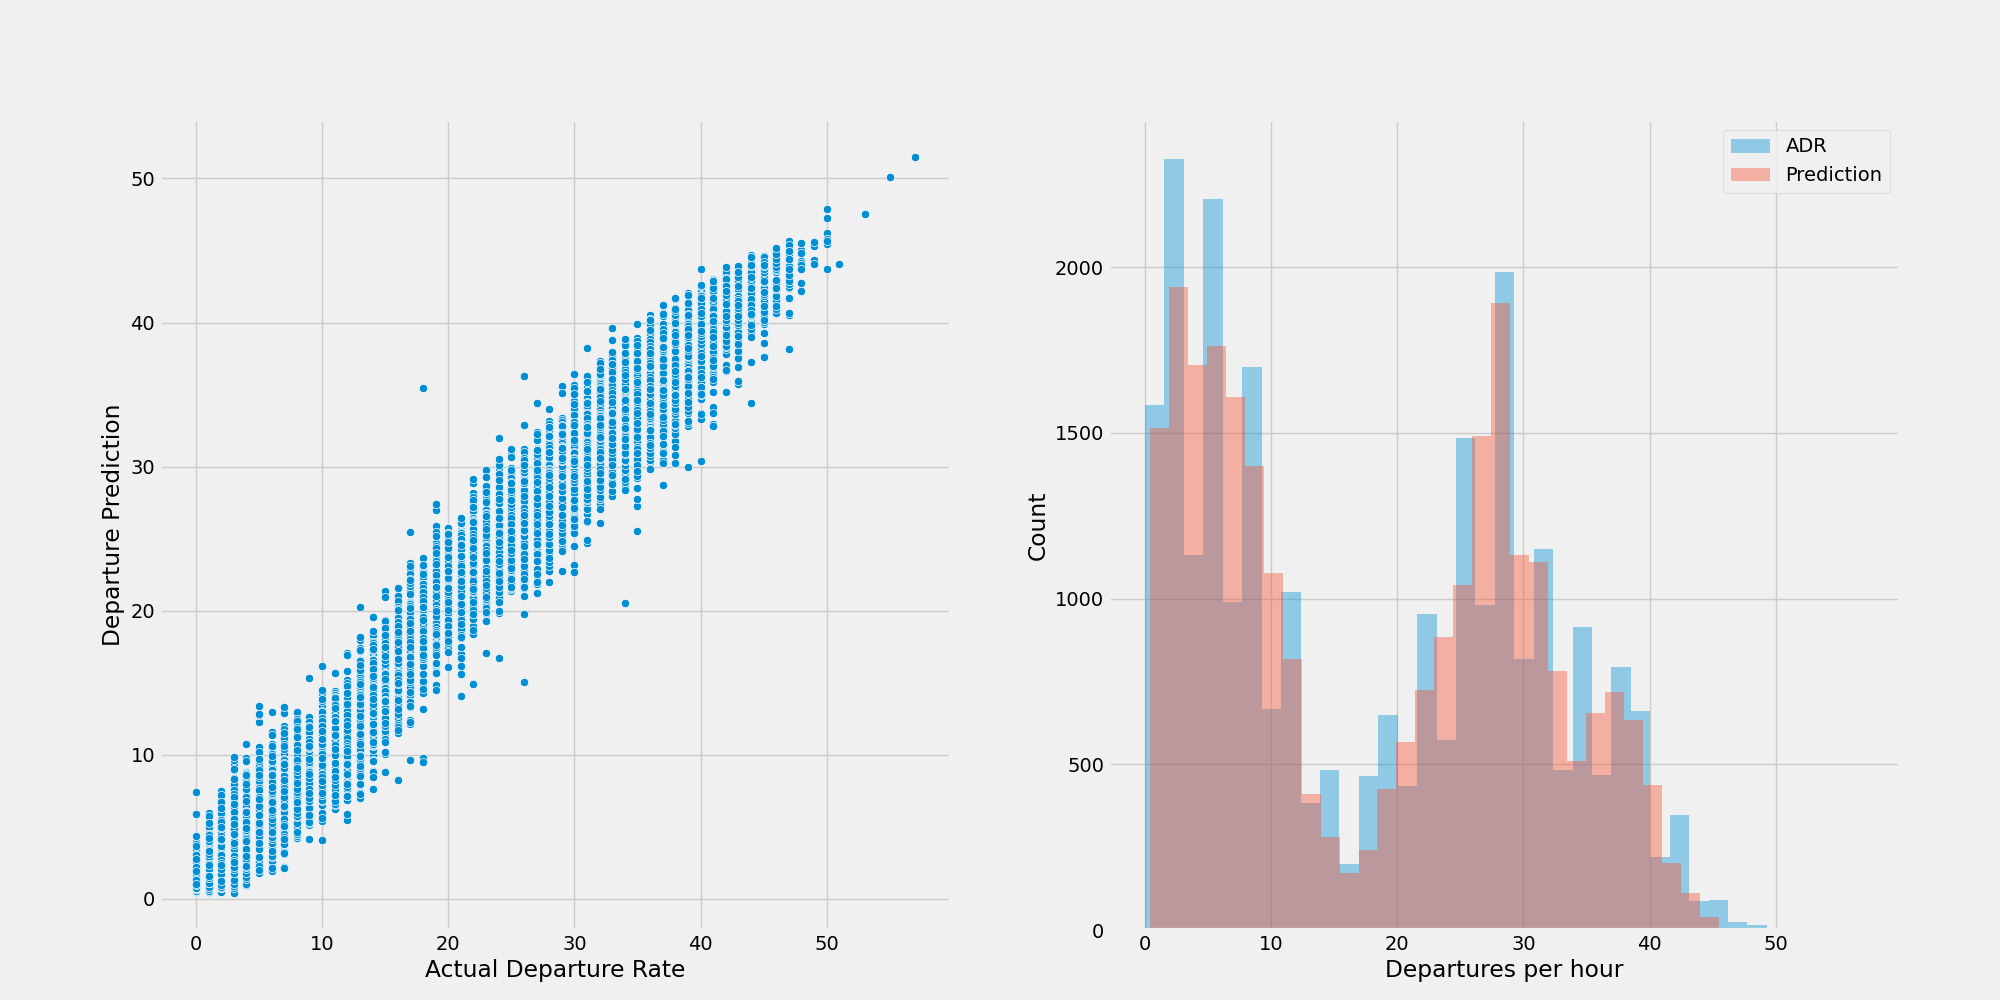 50
40
30
20
10
0
Departure Prediction
0 10 20 30 40 50
Actual Departure Rate
ADR
Prediction
2000
1500
1000
500
0
Count
0 10 20 30 40 50
Departures per hour